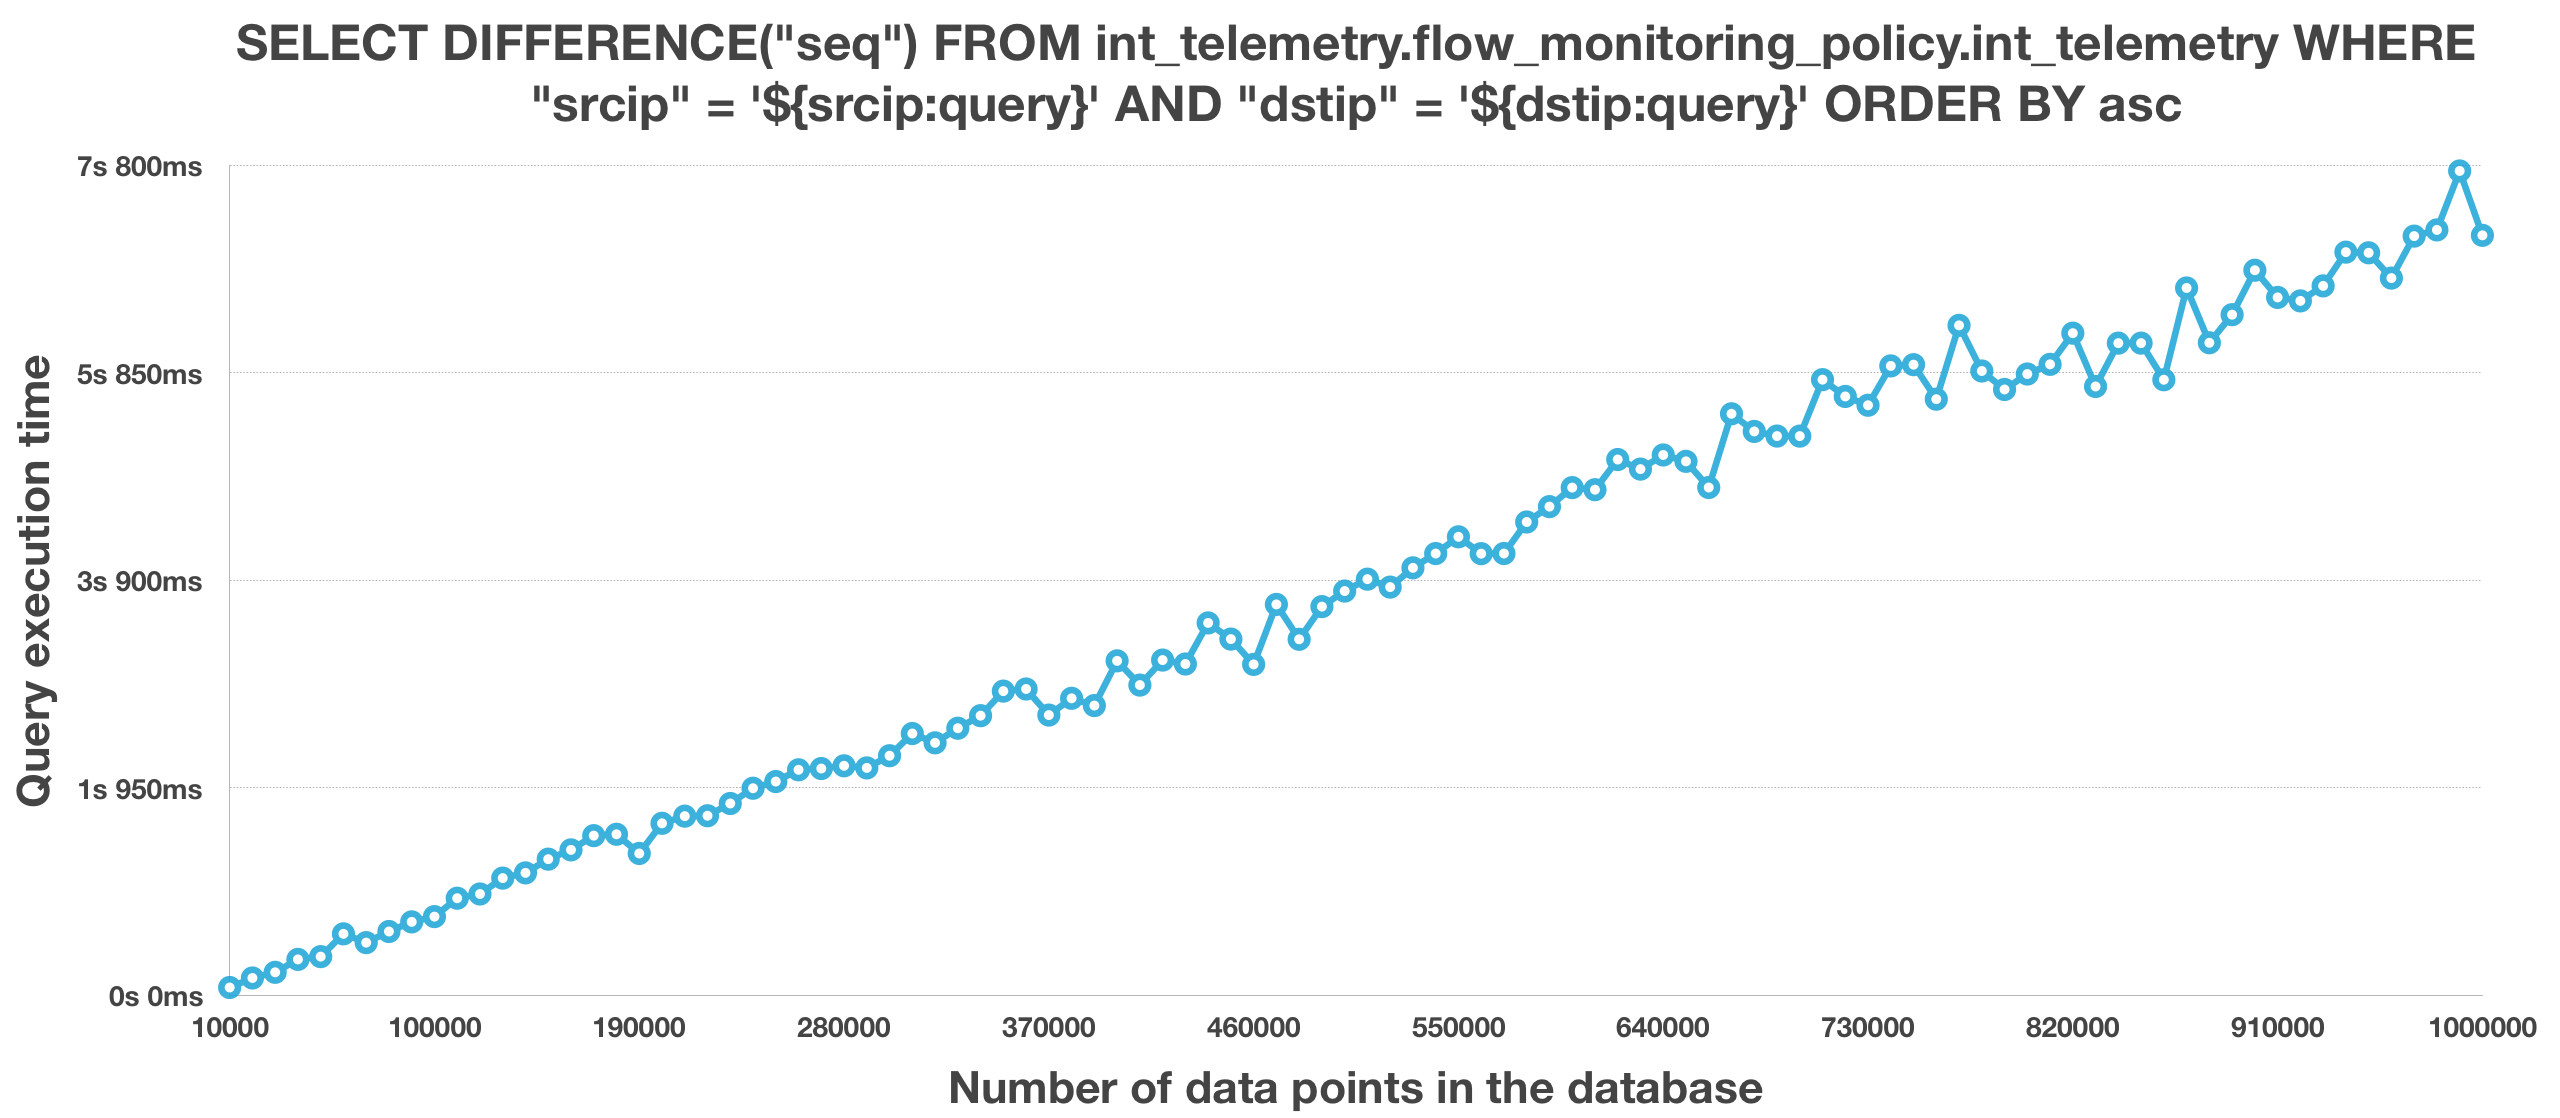 SELECT DIFFERENCE("seq") FROM int_telemetry.flow_monitoring_policy.int_telemetry WHERE
"srcip" = '${srcip:query}' AND "dstip" = '${dstip:query}' ORDER BY asc
7s 800ms
5s 850ms
3s 900ms
1s 950ms
0s 0ms
Query execution time
10000 100000 190000 280000 370000 460000 550000 640000 730000 820000 910000 1000000
Number of data points in the database